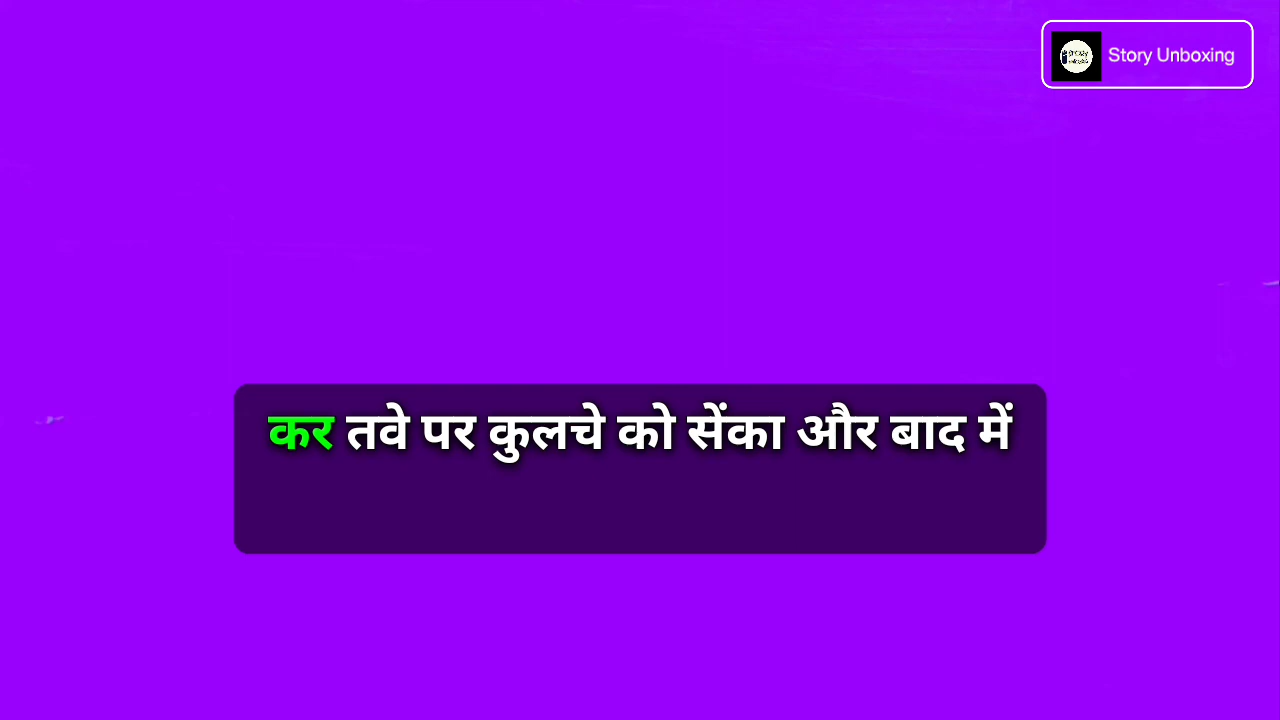 Story Unboxing
कर तवे पर कुलचे को सेंका और बाद में